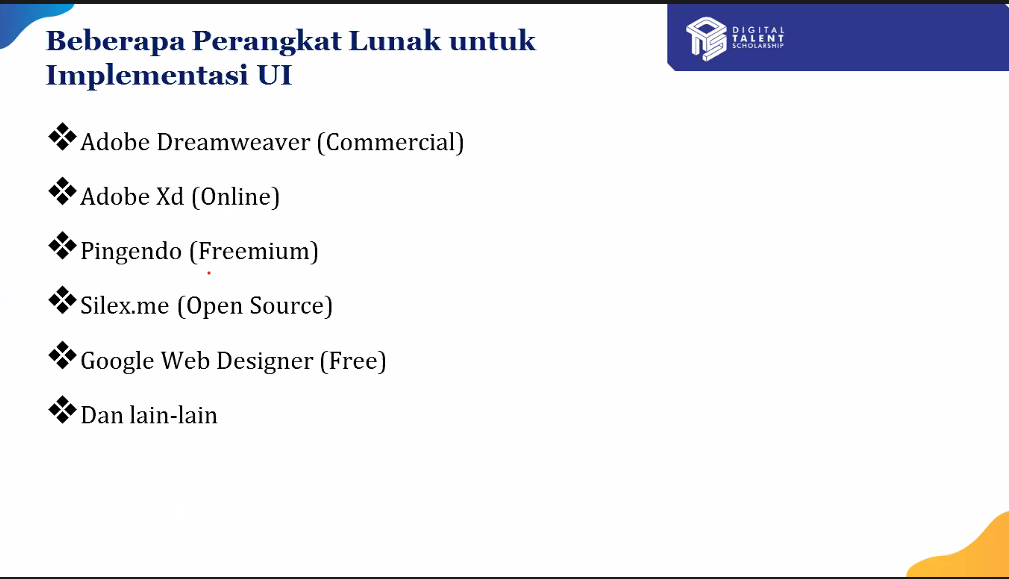 Beberapa Perangkat Lunak untuk
Implementasi UI
DIGITAL
TALENT
SCHOLARSHIP
❖Adobe Dreamweaver (Commercial)
❖Adobe Xd (Online)
❖Pingendo (Freemium)
❖Silex.me (Open Source)
❖Google Web Designer (Free)
❖Dan lain-lain